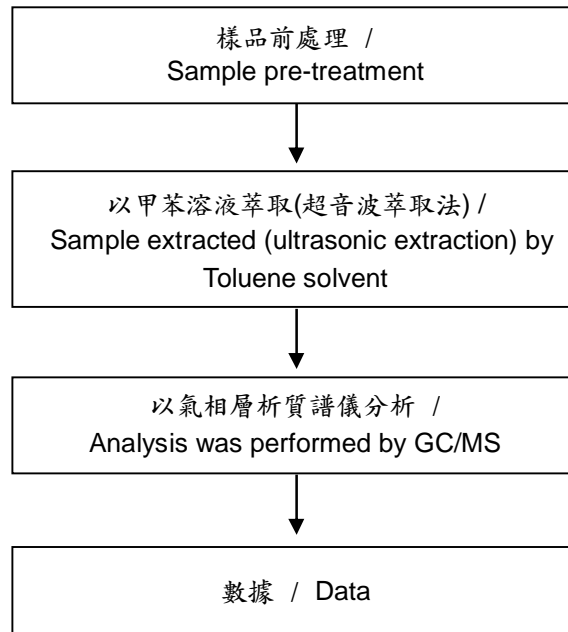 樣品前處理 /
Sample pre-treatment
以甲苯溶液萃取(超音波萃取法) /
Sample extracted (ultrasonic extraction) by
Toluene solvent
以氣相層析質譜儀分析 /
Analysis was performed by GC/MS
數據 / Data